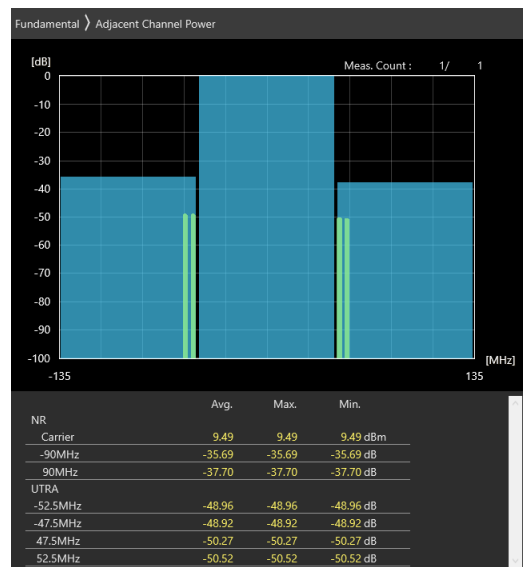 Fundamental ❭ Adjacent Channel Power
[dB]
Meas. Count : 1/ 1
0
-10
-20
-30
-40
-50
-60
-70
-80
-90
-100
[MHz]
-135 135
Avg. Max. Min.
NR
Carrier 9.49 9.49 9.49 dBm
-90MHz -35.69 -35.69 -35.69 dB
90MHz -37.70 -37.70 -37.70 dB
UTRA
-52.5MHz -48.96 -48.96 -48.96 dB
-47.5MHz -48.92 -48.92 -48.92 dB
47.5MHz -50.27 -50.27 -50.27 dB
52.5MHz -50.52 -50.52 -50.52 dB